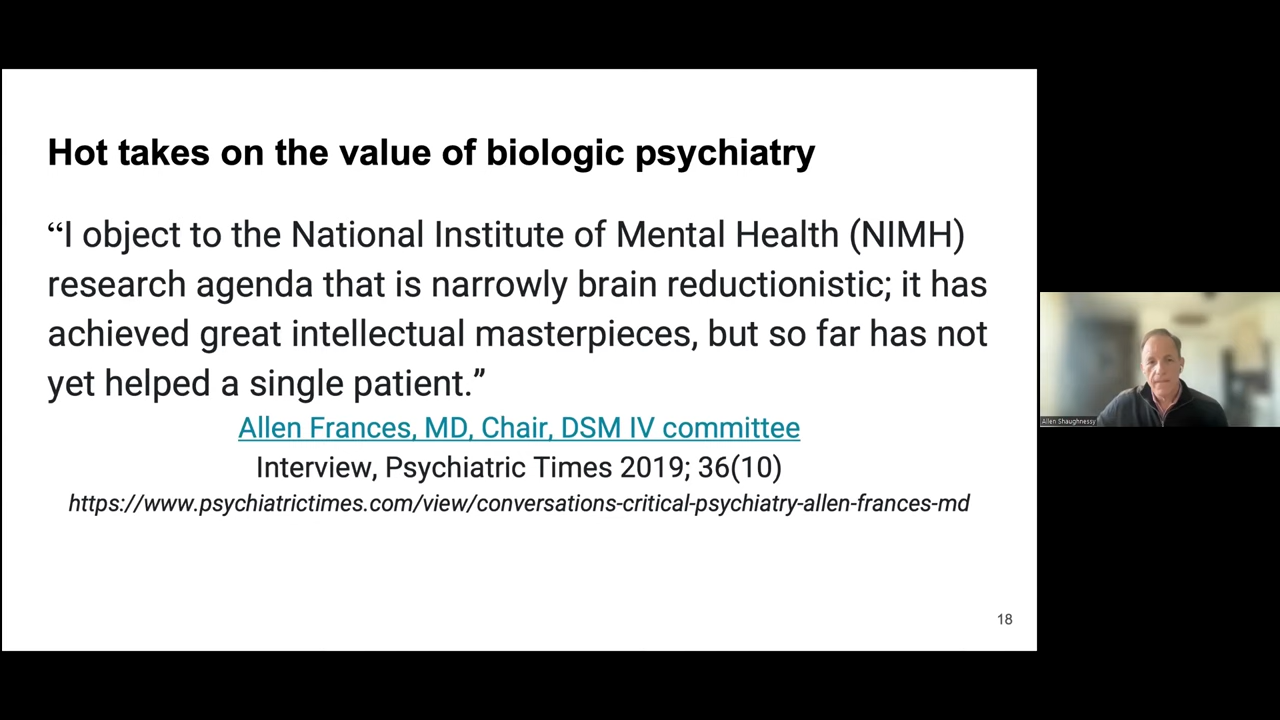 Hot takes on the value of biologic psychiatry
“I object to the National Institute of Mental Health (NIMH)
research agenda that is narrowly brain reductionistic; it has
achieved great intellectual masterpieces, but so far has not
yet helped a single patient.”
Allen Frances, MD, Chair, DSM IV committee
Interview, Psychiatric Times 2019; 36(10)
https://www.psychiatrictimes.com/view/conversations-critical-psychiatry-allen-frances-md
18
Allen Shaughnessy